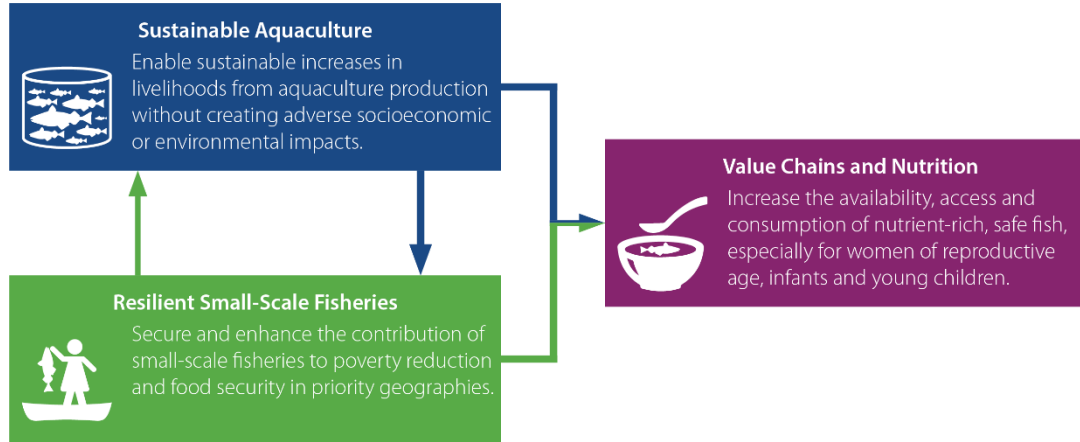 Sustainable Aquaculture
Enable sustainable increases in
livelihoods from aquaculture production
without creating adverse socioeconomic
or environmental impacts.
Value Chains and Nutrition
Increase the availability, access and
consumption of nutrient-rich, safe fish,
especially for women of reproductive
age, infants and young children.
Resilient Small-Scale Fisheries
Secure and enhance the contribution of
small-scale fisheries to poverty reduction
and food security in priority geographies.